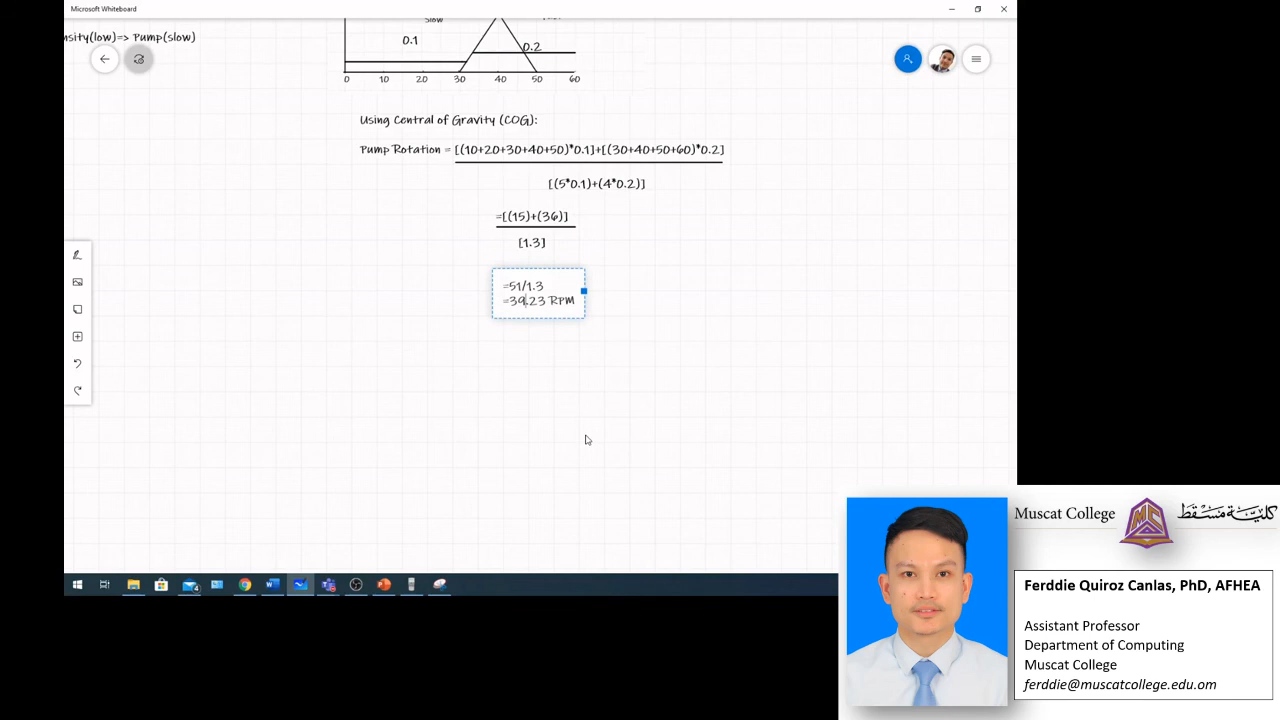 Microsoft Whiteboard
nsity(low)=> Pump(slow)
Slow
0.1
0.2
0 10 20 30 40 50 60
Using Central of Gravity (COG):
Pump Rotation = [(10+20+30+40+50)*0.1]+[(30+40+50+60)*0.2]
[(5*0.1)+(4*0.2)]
=[(15)+(36)]
[1.3]
=51/1.3
=39.23 Rpm
4
Muscat College
كليّة مسقط
Ferddie Quiroz Canlas, PhD, AFHEA
Assistant Professor
Department of Computing
Muscat College
ferddie@muscatcollege.edu.om